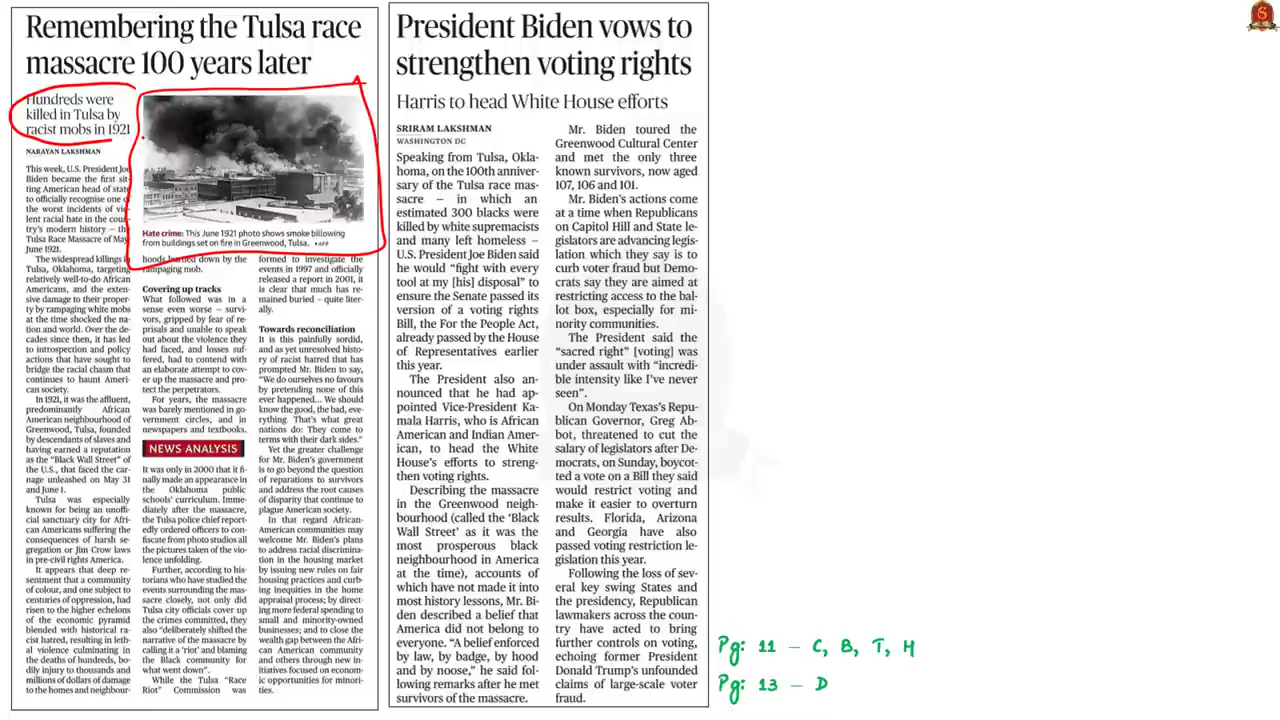 Remembering the Tulsa race
massacre 100 years later
Hundreds were
killed in Tulsa by
racist mobs in 1921
NARAYAN LAKSHMAN
This week, U.S. President Joe
Biden became the first sit-
ting American head of state
to officially recognise one of
the worst incidents of vio-
lent racial hate in the coun-
try's modern history – the
Tulsa Race Massacre of May-
June 1921.
The widespread killings in
Tulsa, Oklahoma, targeting
relatively well-to-do African
Americans, and the exten-
sive damage to their proper-
ty by rampaging white mobs
at the time shocked the na-
tion and world. Over the de-
cades since then, it has led
to introspection and policy
actions that have sought to
bridge the racial chasm that
continues to haunt Ameri-
can society.
In 1921, it was the affluent,
predominantly African
American neighbourhood of
Greenwood, Tulsa, founded
by descendants of slaves and
having earned a reputation
as the "Black Wall Street" of
the U.S., that faced the car-
nage unleashed on May 31
and June 1.
Tulsa was especially
known for being an unoffi-
cial sanctuary city for Afri-
can Americans suffering the
consequences of harsh se-
gregation or Jim Crow laws
in pre-civil rights America.
It appears that deep re-
sentment that a community
of colour, and one subject to
centuries of oppression, had
risen to the higher echelons
of the economic pyramid
blended with historical ra-
cist hatred, resulting in leth-
al violence culminating in
the deaths of hundreds, bo-
dily injury to thousands and
millions of dollars of damage
to the homes and neighbour-
Hate crime: This June 1921 photo shows smoke billowing
from buildings set on fire in Greenwood, Tulsa. • AFP
hoods burned down by the
rampaging mob.
Covering up tracks
What followed was in a
sense even worse – survi-
vors, gripped by fear of re-
prisals and unable to speak
out about the violence they
had faced, and losses suf-
fered, had to contend with
an elaborate attempt to cov-
er up the massacre and pro-
tect the perpetrators.
For years, the massacre
was barely mentioned in go-
vernment circles, and in
newspapers and textbooks.
NEWS ANALYSIS
It was only in 2000 that it fi-
nally made an appearance in
the Oklahoma public
schools' curriculum. Imme-
diately after the massacre,
the Tulsa police chief report-
edly ordered officers to con-
fiscate from photo studios all
the pictures taken of the vio-
lence unfolding.
Further, according to his-
torians who have studied the
events surrounding the mas-
sacre closely, not only did
Tulsa city officials cover up
the crimes committed, they
also "deliberately shifted the
narrative of the massacre by
calling it a 'riot' and blaming
the Black community for
what went down".
While the Tulsa "Race
Riot" Commission was
formed to investigate the
events in 1997 and officially
released a report in 2001, it
is clear that much has re-
mained buried – quite liter-
ally.
Towards reconciliation
It is this painfully sordid,
and as yet unresolved histo-
ry of racist hatred that has
prompted Mr. Biden to say,
"We do ourselves no favours
by pretending none of this
ever happened... We should
know the good, the bad, eve-
rything. That's what great
nations do: They come to
terms with their dark sides."
Yet the greater challenge
for Mr. Biden's government
is to go beyond the question
of reparations to survivors
and address the root causes
of disparity that continue to
plague American society.
In that regard African-
American communities may
welcome Mr. Biden's plans
to address racial discrimina-
tion in the housing market
by issuing new rules on fair
housing practices and curb-
ing inequities in the home
appraisal process; by direct-
ing more federal spending to
small and minority-owned
businesses; and to close the
wealth gap between the Afri-
can American community
and others through new in-
itiatives focused on econom-
ic opportunities for minori-
ties.
President Biden vows to
strengthen voting rights
Harris to head White House efforts
SRIRAM LAKSHMAN
WASHINGTON DC
Speaking from Tulsa, Okla-
homa, on the 100th anniver-
sary of the Tulsa race mas-
sacre – in which an
estimated 300 blacks were
killed by white supremacists
and many left homeless –
U.S. President Joe Biden said
he would "fight with every
tool at my [his] disposal" to
ensure the Senate passed its
version of a voting rights
Bill, the For the People Act,
already passed by the House
of Representatives earlier
this year.
The President also an-
nounced that he had ap-
pointed Vice-President Ka-
mala Harris, who is African
American and Indian Amer-
ican, to head the White
House's efforts to streng-
then voting rights.
Describing the massacre
in the Greenwood neigh-
bourhood (called the 'Black
Wall Street' as it was the
most prosperous black
neighbourhood in America
at the time), accounts of
which have not made it into
most history lessons, Mr. Bi-
den described a belief that
America did not belong to
everyone. "A belief enforced
by law, by badge, by hood
and by noose," he said fol-
lowing remarks after he met
survivors of the massacre.
Mr. Biden toured the
Greenwood Cultural Center
and met the only three
known survivors, now aged
107, 106 and 101.
Mr. Biden's actions come
at a time when Republicans
on Capitol Hill and State le-
gislators are advancing legis-
lation which they say is to
curb voter fraud but Demo-
crats say they are aimed at
restricting access to the bal-
lot box, especially for mi-
nority communities.
The President said the
"sacred right" [voting] was
under assault with "incredi-
ble intensity like I've never
seen".
On Monday Texas's Repu-
blican Governor, Greg Ab-
bot, threatened to cut the
salary of legislators after De-
mocrats, on Sunday, boycot-
ted a vote on a Bill they said
would restrict voting and
make it easier to overturn
results. Florida, Arizona
and Georgia have also
passed voting restriction le-
gislation this year.
Following the loss of sev-
eral key swing States and
the presidency, Republican
lawmakers across the coun-
try have acted to bring
further controls on voting,
echoing former President
Donald Trump's unfounded
claims of large-scale voter
fraud.
Pg: 11 – C, B, T, H
Pg: 13 – D